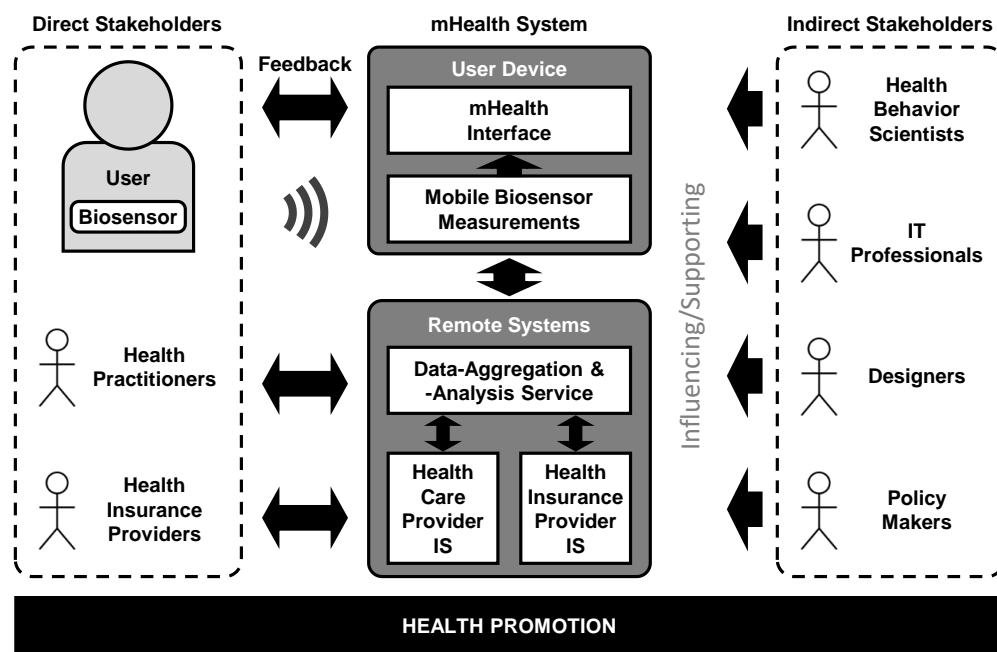 Direct Stakeholders
mHealth System
Indirect Stakeholders
Feedback
User
Biosensor
Health
Practitioners
Health
Insurance
Providers
User Device
mHealth
Interface
Mobile Biosensor
Measurements
Remote Systems
Data-Aggregation &
-Analysis Service
Health
Care
Provider
IS
Health
Insurance
Provider
IS
Influencing/Supporting
Health
Behavior
Scientists
IT
Professionals
Designers
Policy
Makers
HEALTH PROMOTION